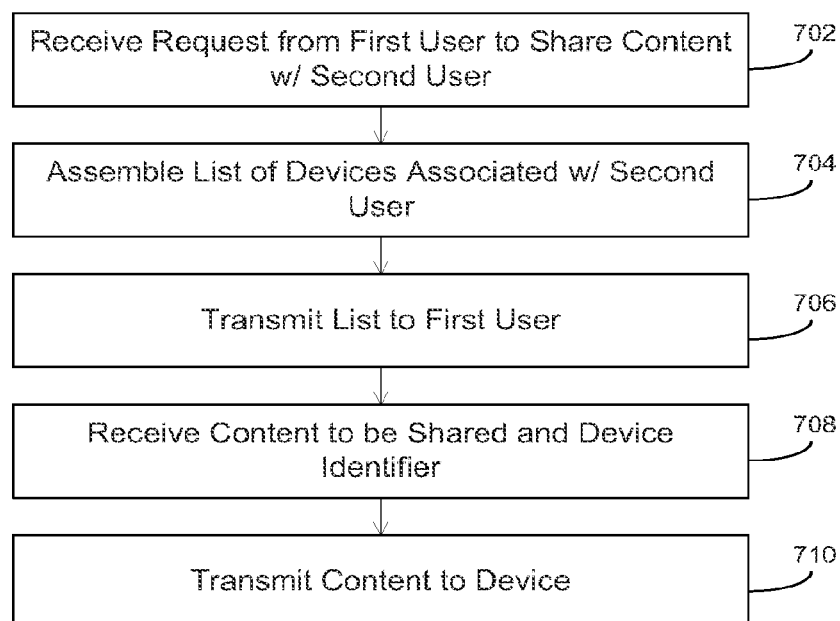 Receive Request from First User to Share Content
w/ Second User
702
Assemble List of Devices Associated w/ Second
User
704
Transmit List to First User
706
Receive Content to be Shared and Device
Identifier
708
Transmit Content to Device
710